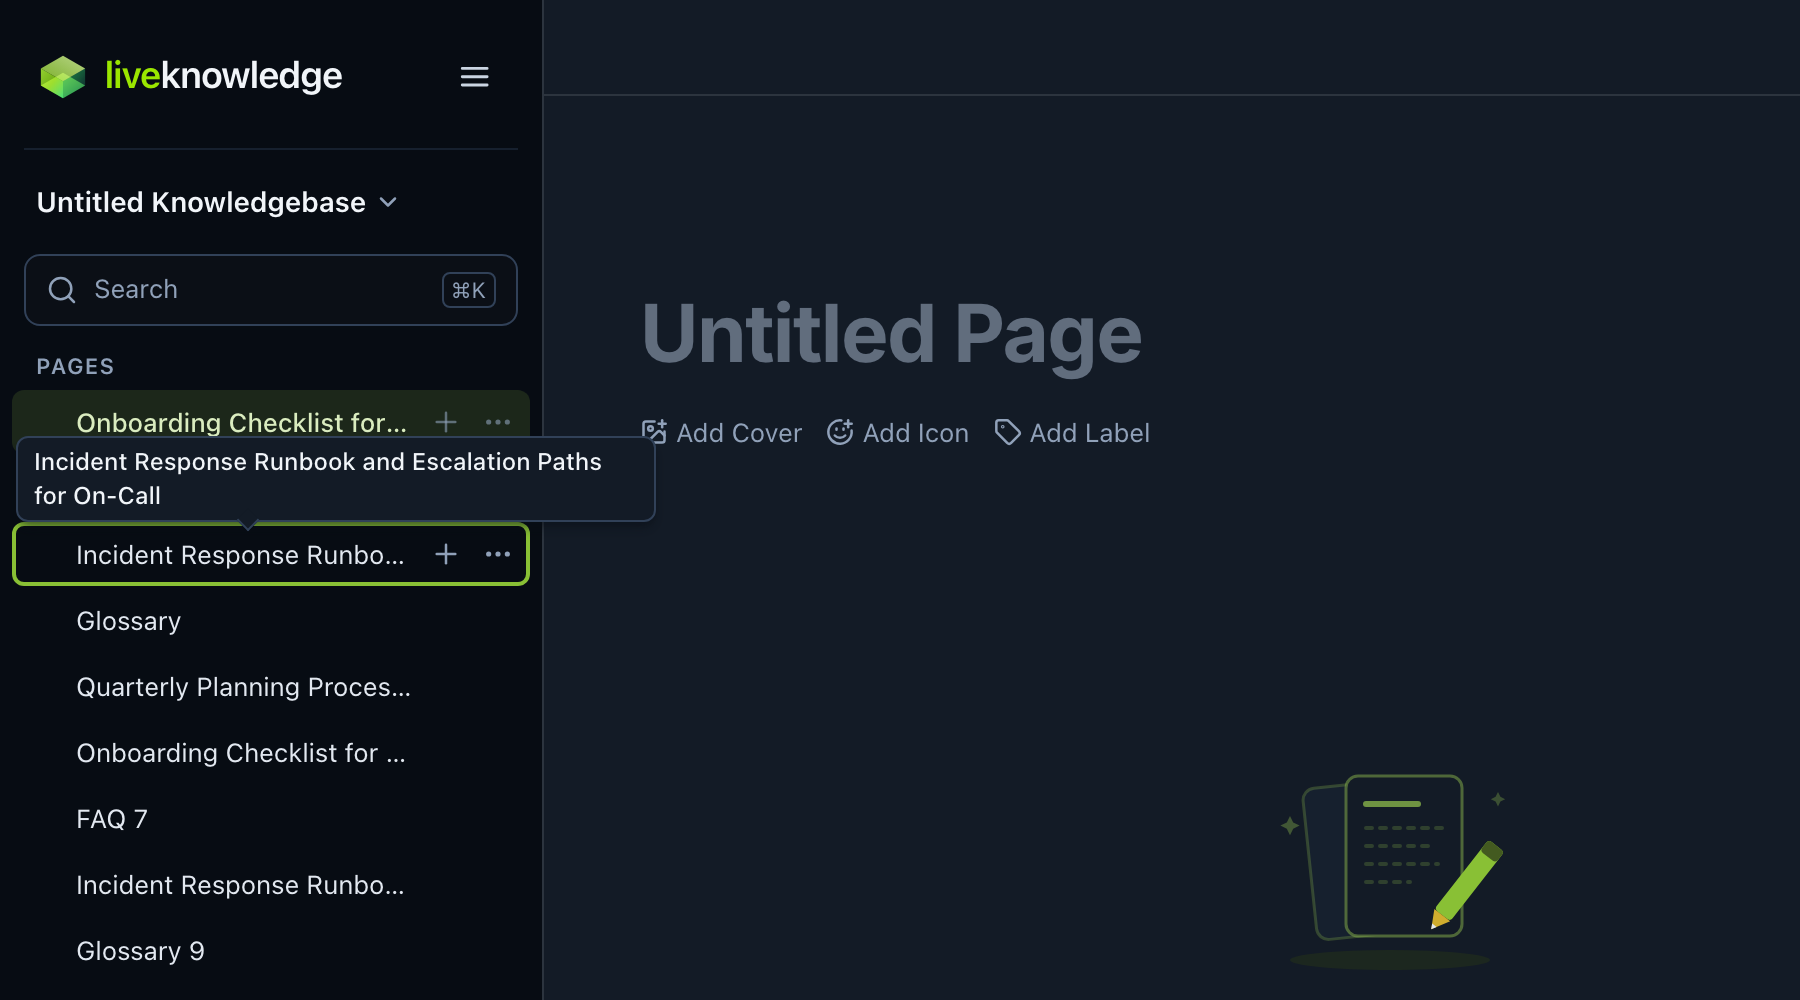 liveknowledge
Untitled Knowledgebase
Search ⌘K
PAGES
Onboarding Checklist for...
Incident Response Runbook and Escalation Paths
for On-Call
Incident Response Runbo...
Glossary
Quarterly Planning Proces...
Onboarding Checklist for ...
FAQ 7
Incident Response Runbo...
Glossary 9
Untitled Page
Add Cover Add Icon Add Label